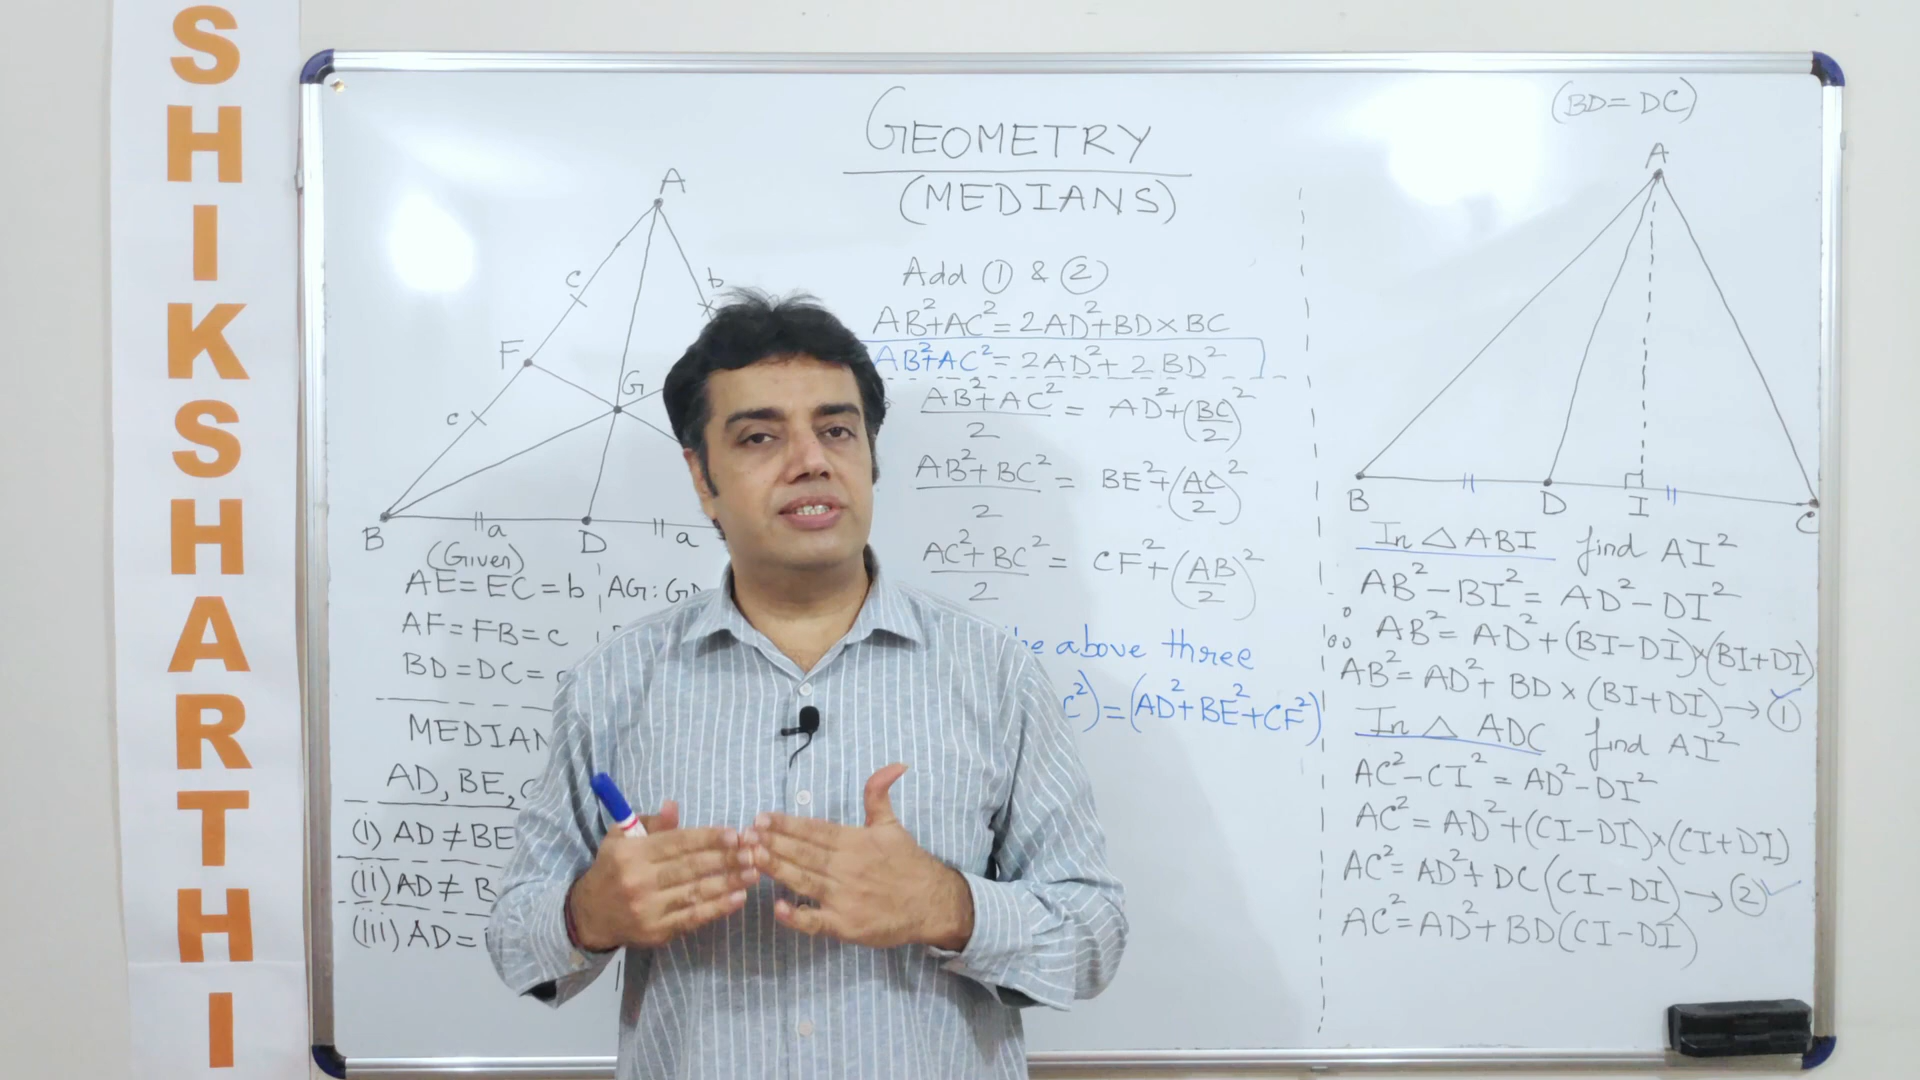 SHIKSHARTHI
GEOMETRY
(MEDIANS)
A
c
b
F
G
c
B
a
D
a
(Given)
AE=EC=b
AG:GD
AF=FB=c
BD=DC=
MEDIAN
AD, BE,
(i) AD≠BE
(ii) AD≠B
(iii) AD=
Add ① & ②
AB²+AC²=2AD²+BD×BC
AB²+AC²=2AD²+2BD²
(AB²+AC²)/2 = AD²+(BC/2)²
(AB²+BC²)/2 = BE²+(AC/2)²
(AC²+BC²)/2 = CF²+(AB/2)²
above three
C²)=(AD²+BE²+CF²)
(BD=DC)
A
B
D
I
C
In △ABI find AI²
AB²-BI²=AD²-DI²
∴ AB²=AD²+(BI-DI)×(BI+DI)
AB²=AD²+BD×(BI+DI)→①
In △ADC find AI²
AC²-CI²=AD²-DI²
AC²=AD²+(CI-DI)×(CI+DI)
AC²=AD²+DC(CI-DI)→②
AC²=AD²+BD(CI-DI)